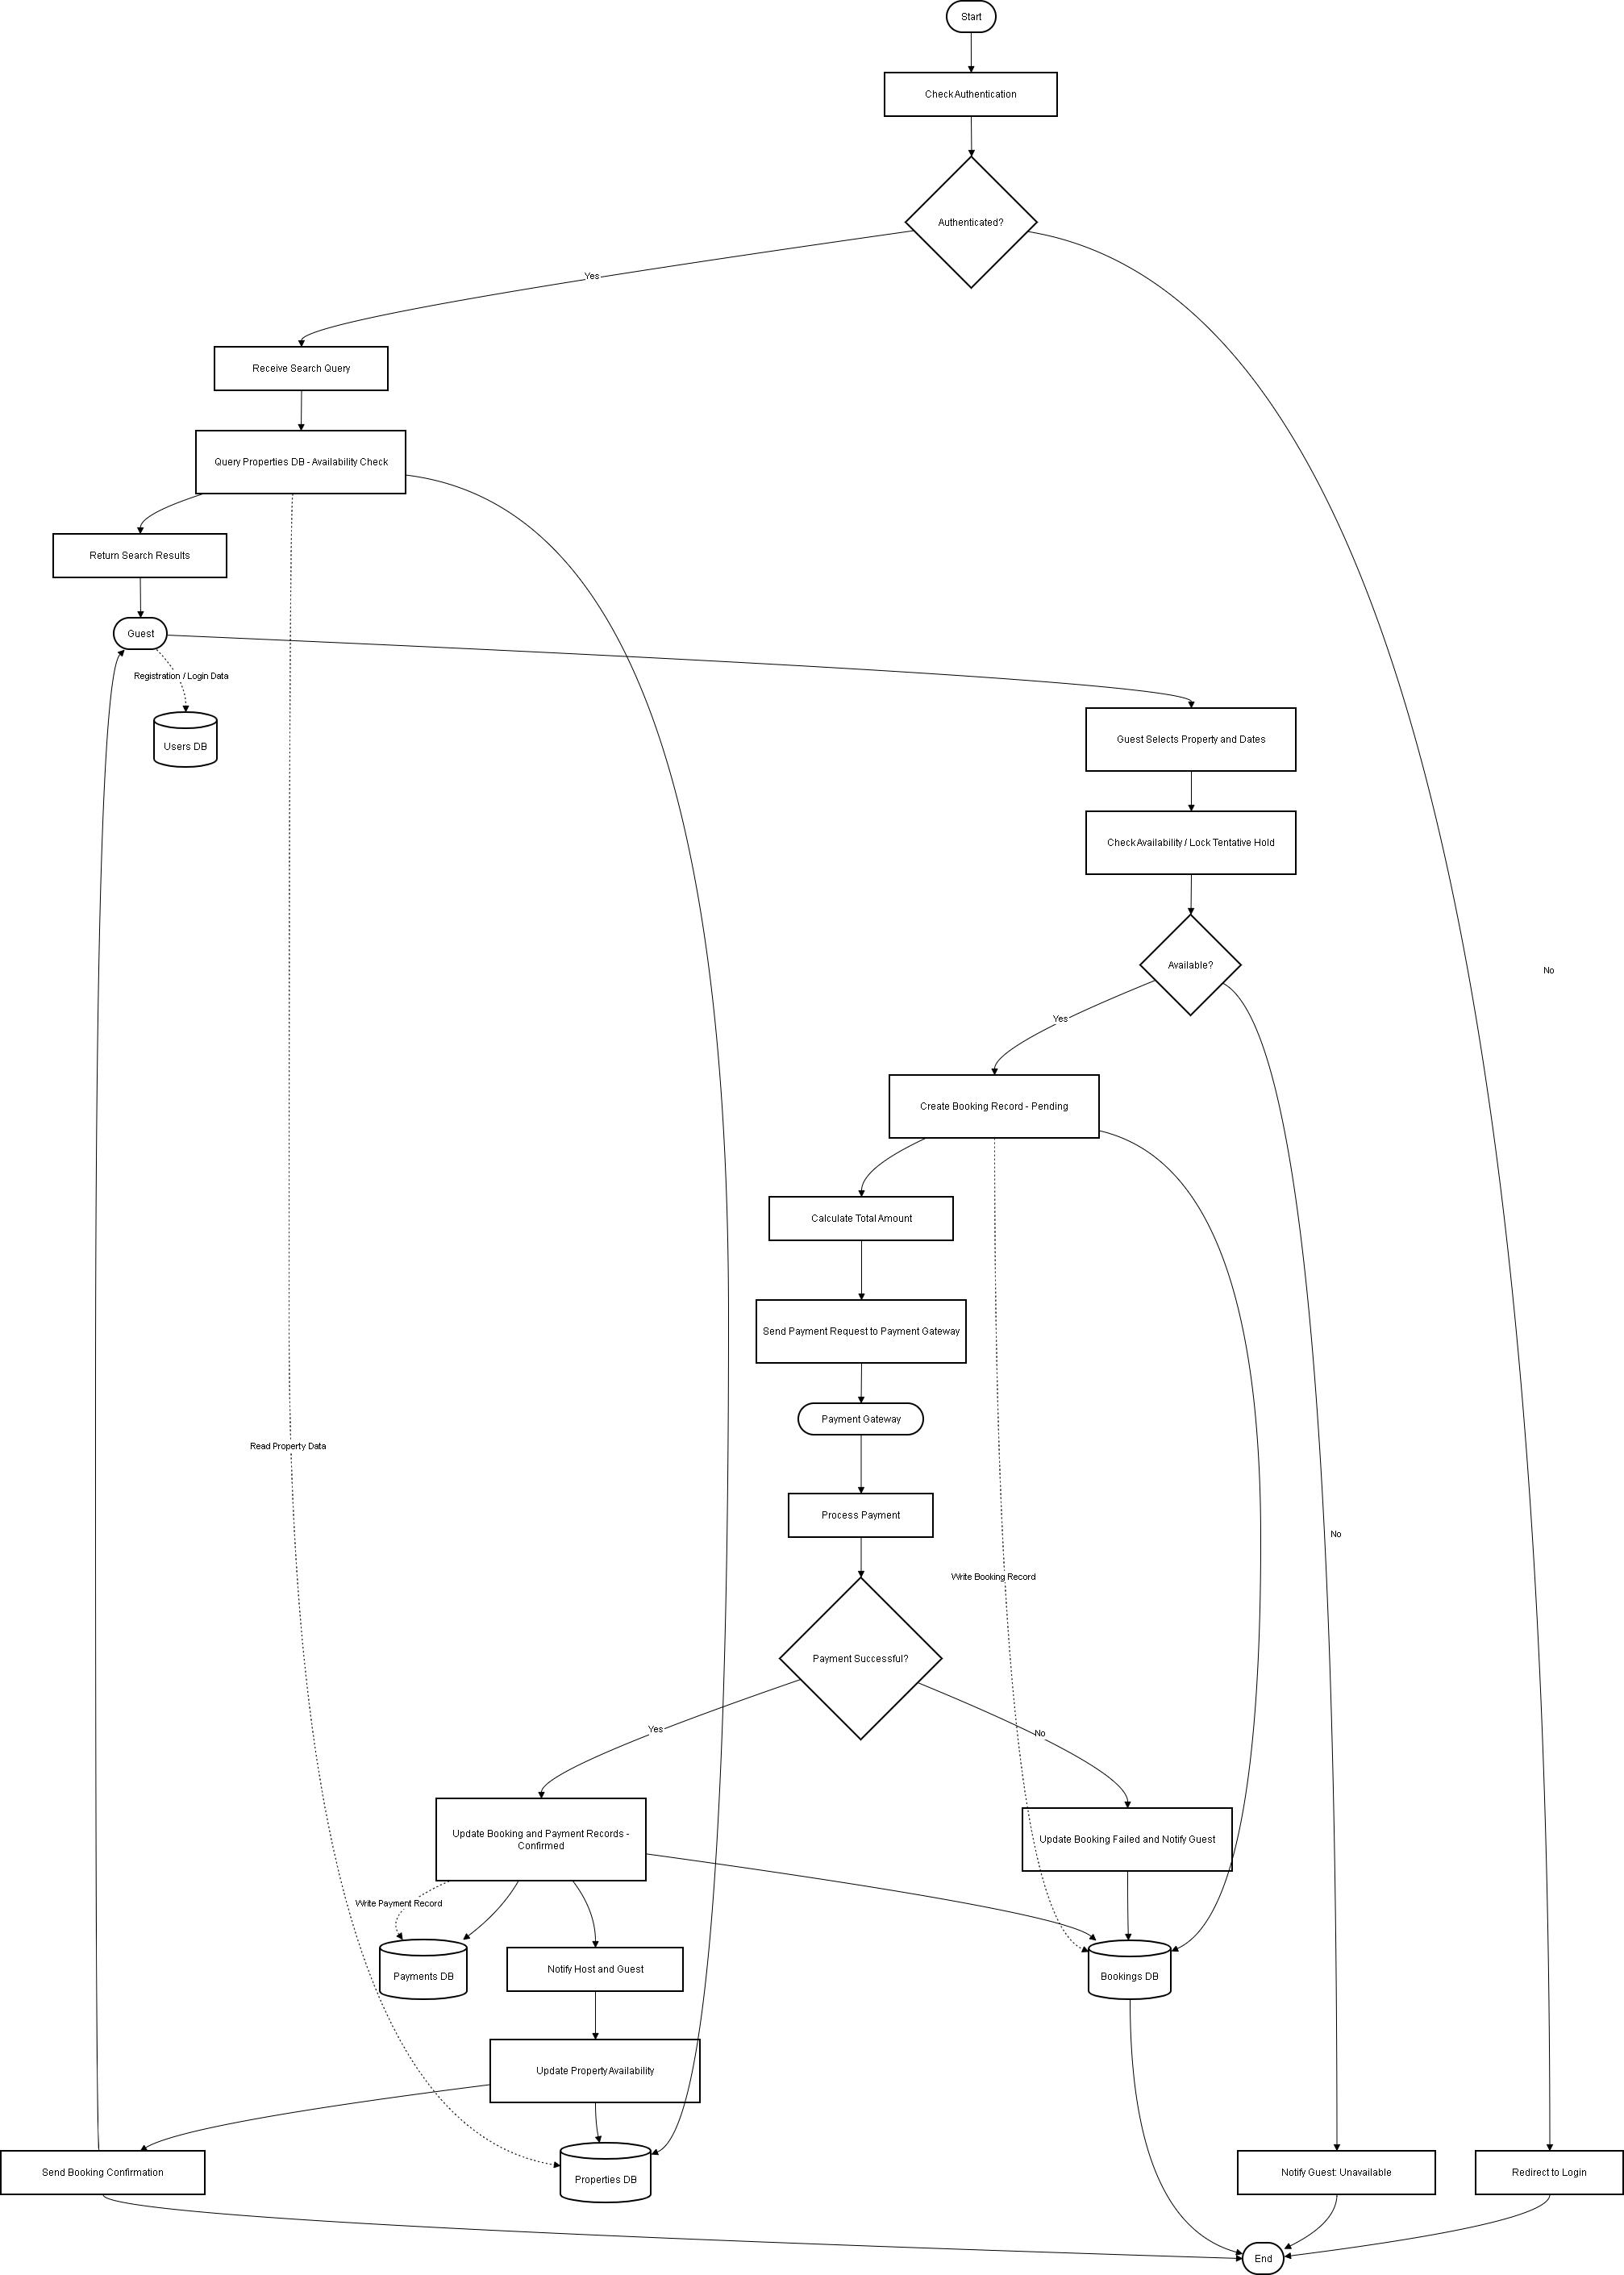 Start
Check Authentication
Authenticated?
Yes
Receive Search Query
Query Properties DB - Availability Check
Return Search Results
Guest
Registration / Login Data
Guest Selects Property and Dates
Users DB
Check Availability / Lock Tentative Hold
Available?
No
Yes
Create Booking Record - Pending
Calculate Total Amount
Send Payment Request to Payment Gateway
Payment Gateway
Read Property Data
Process Payment
No
Write Booking Record
Payment Successful?
Yes
No
Update Booking and Payment Records -
Confirmed
Update Booking Failed and Notify Guest
Write Payment Record
Notify Host and Guest
Payments DB
Bookings DB
Update Property Availability
Send Booking Confirmation
Properties DB
Notify Guest: Unavailable
Redirect to Login
End